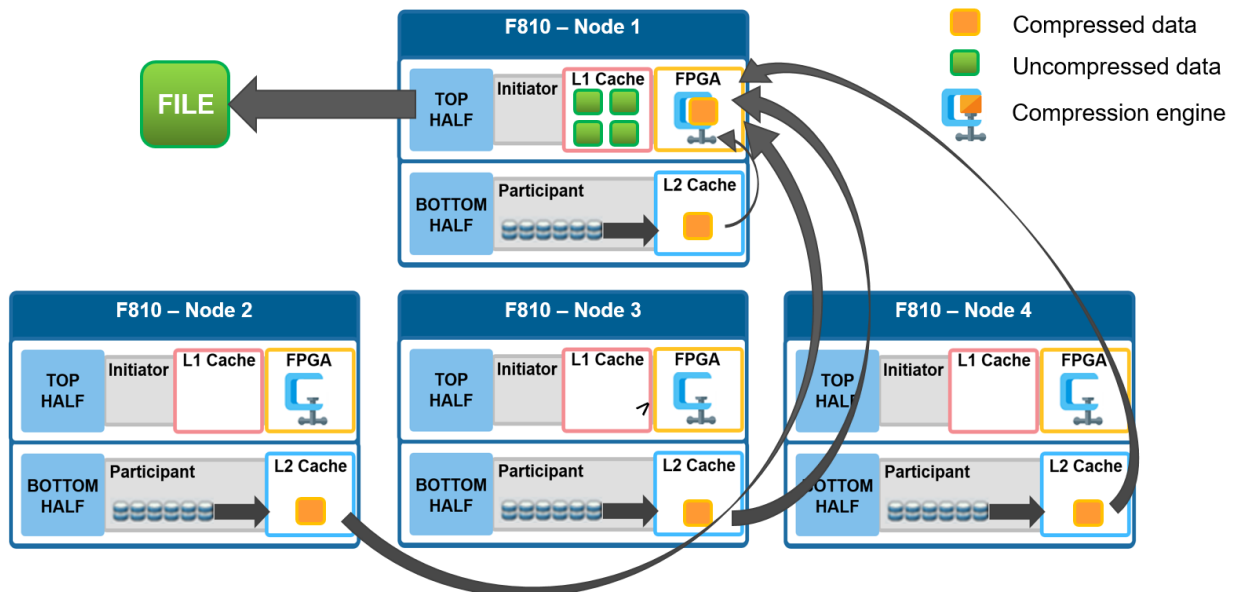 F810 – Node 1
Compressed data
Uncompressed data
Compression engine
FILE
TOP
HALF
Initiator
L1 Cache
FPGA
BOTTOM
HALF
Participant
L2 Cache
F810 – Node 2
TOP
HALF
Initiator
L1 Cache
FPGA
BOTTOM
HALF
Participant
L2 Cache
F810 – Node 3
TOP
HALF
Initiator
L1 Cache
FPGA
BOTTOM
HALF
Participant
L2 Cache
F810 – Node 4
TOP
HALF
Initiator
L1 Cache
FPGA
BOTTOM
HALF
Participant
L2 Cache